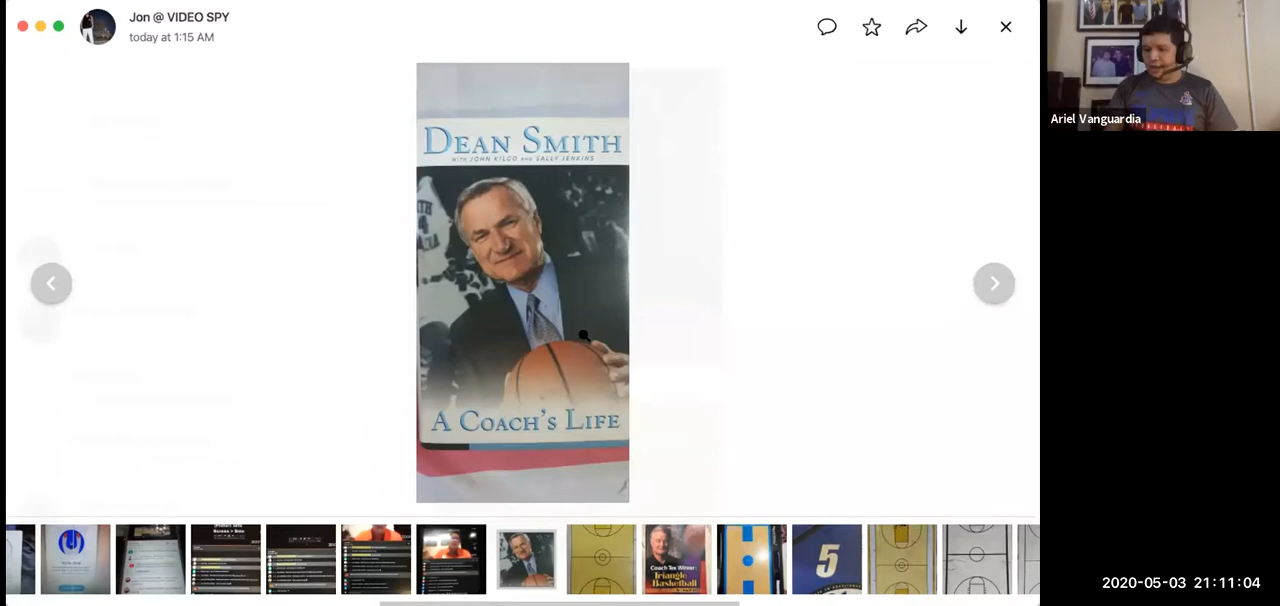 Jon @ VIDEO SPY
today at 1:15 AM
DEAN SMITH
WITH JOHN KILGO AND SALLY JENKINS
A COACH'S LIFE
Ariel Vanguardia
Coach Tex Winter:
Triangle
Basketball
5
2020-05-03 21:11:04